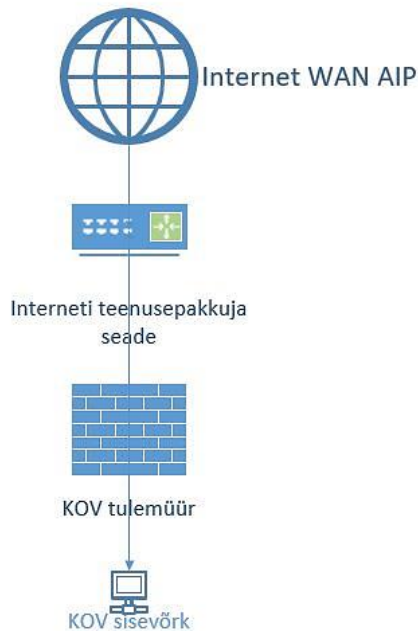 Internet WAN AIP
Interneti teenusepakkuja
seade
KOV tulemüür
KOV sisevõrk